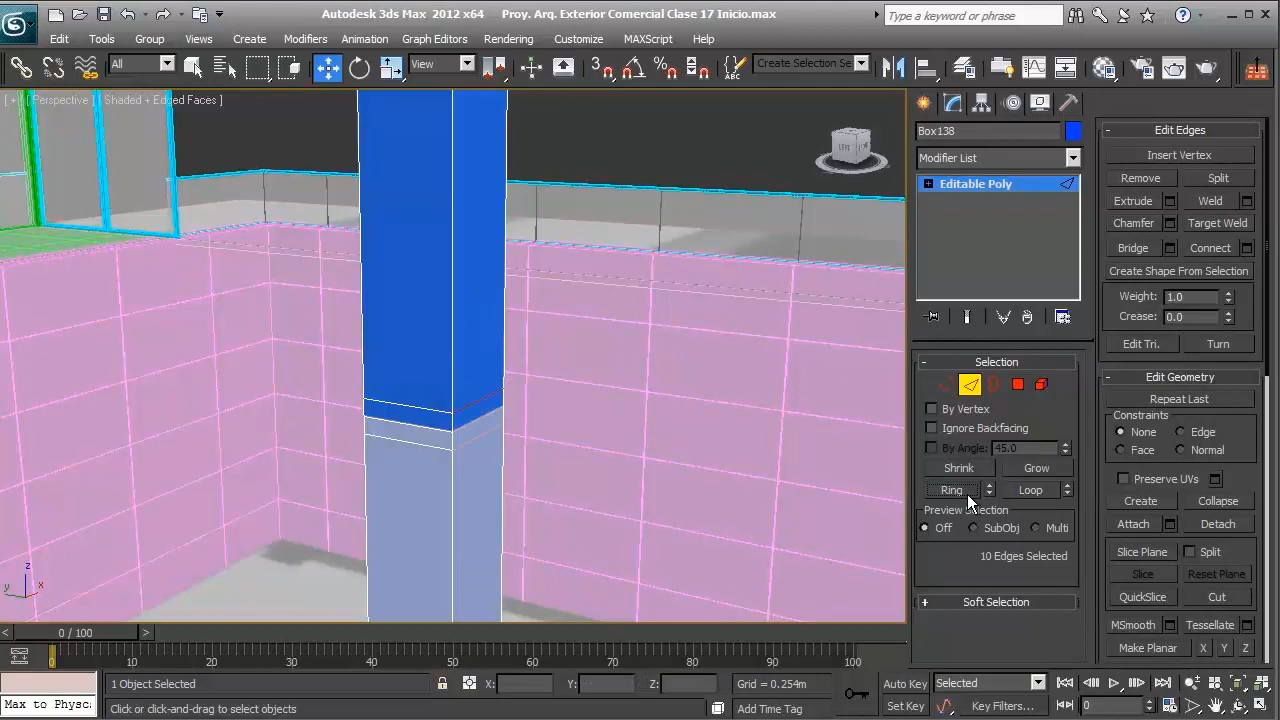 Autodesk 3ds Max 2012 x64 Proy. Arq. Exterior Comercial Clase 17 Inicio.max
Type a keyword or phrase
Edit Tools Group Views Create Modifiers Animation Graph Editors Rendering Customize MAXScript Help
All View Create Selection Se
[ + ] Perspective ] Shaded + Edged Faces ]
Box138
Modifier List
Editable Poly
Selection
By Vertex
Ignore Backfacing
By Angle: 45.0
Shrink Grow
Ring Loop
Preview Selection
Off SubObj Multi
10 Edges Selected
Soft Selection
Edit Edges
Insert Vertex
Remove Split
Extrude Weld
Chamfer Target Weld
Bridge Connect
Create Shape From Selection
Weight: 1.0
Crease: 0.0
Edit Tri. Turn
Edit Geometry
Repeat Last
Constraints
None Edge
Face Normal
Preserve UVs
Create Collapse
Attach Detach
Slice Plane Split
Slice Reset Plane
QuickSlice Cut
MSmooth Tessellate
Make Planar X Y Z
LEFT
z
y x
< 0 / 100 >
0 10 20 30 40 50 60 70 80 90 100
1 Object Selected X: Y: Z: Grid = 0.254m Auto Key Selected
Max to Physc. Click or click-and-drag to select objects Add Time Tag Set Key Key Filters... 0